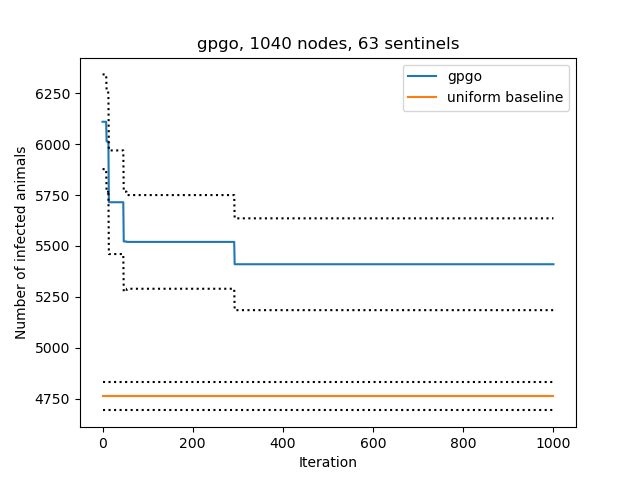 gpgo, 1040 nodes, 63 sentinels
gpgo
uniform baseline
Number of infected animals
6250
6000
5750
5500
5250
5000
4750
0 200 400 600 800 1000
Iteration